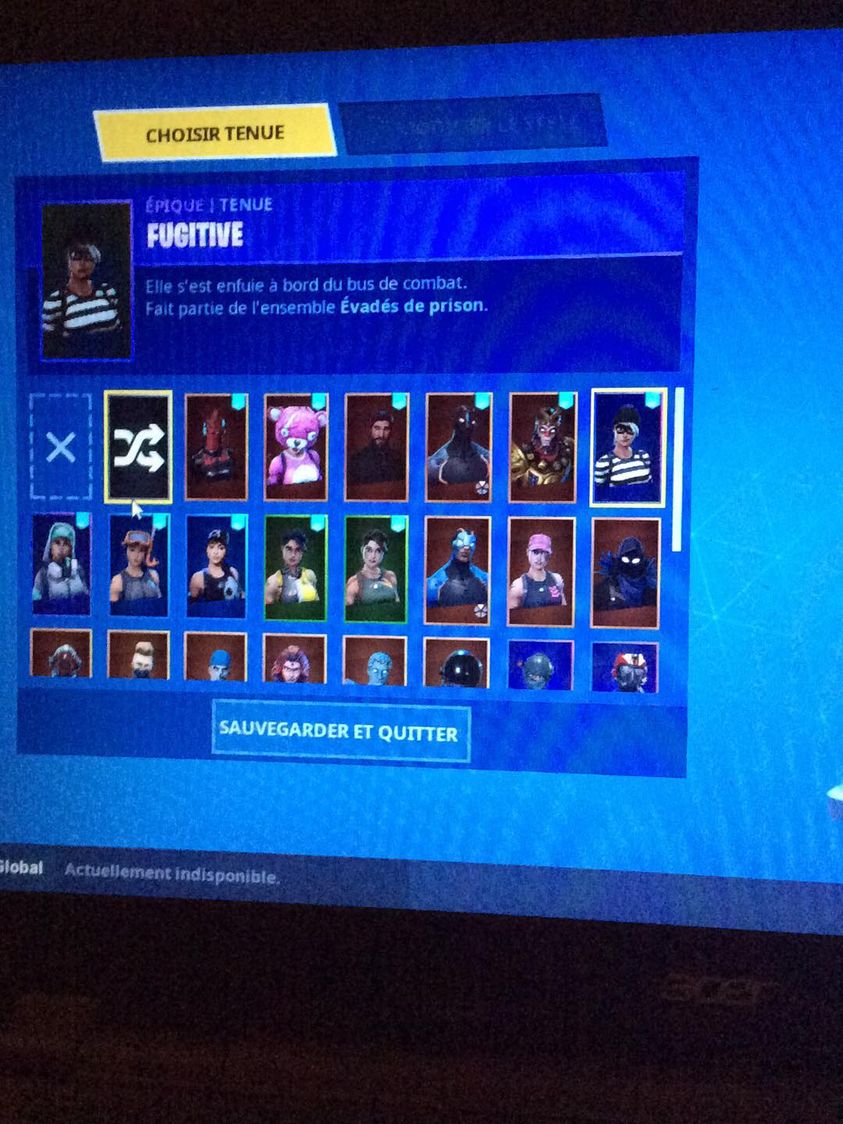 CHOISIR TENUE
ÉPIQUE | TENUE
FUGITIVE
Elle s'est enfuie à bord du bus de combat.
Fait partie de l'ensemble Évadés de prison.
SAUVEGARDER ET QUITTER
Global Actuellement indisponible.
acer